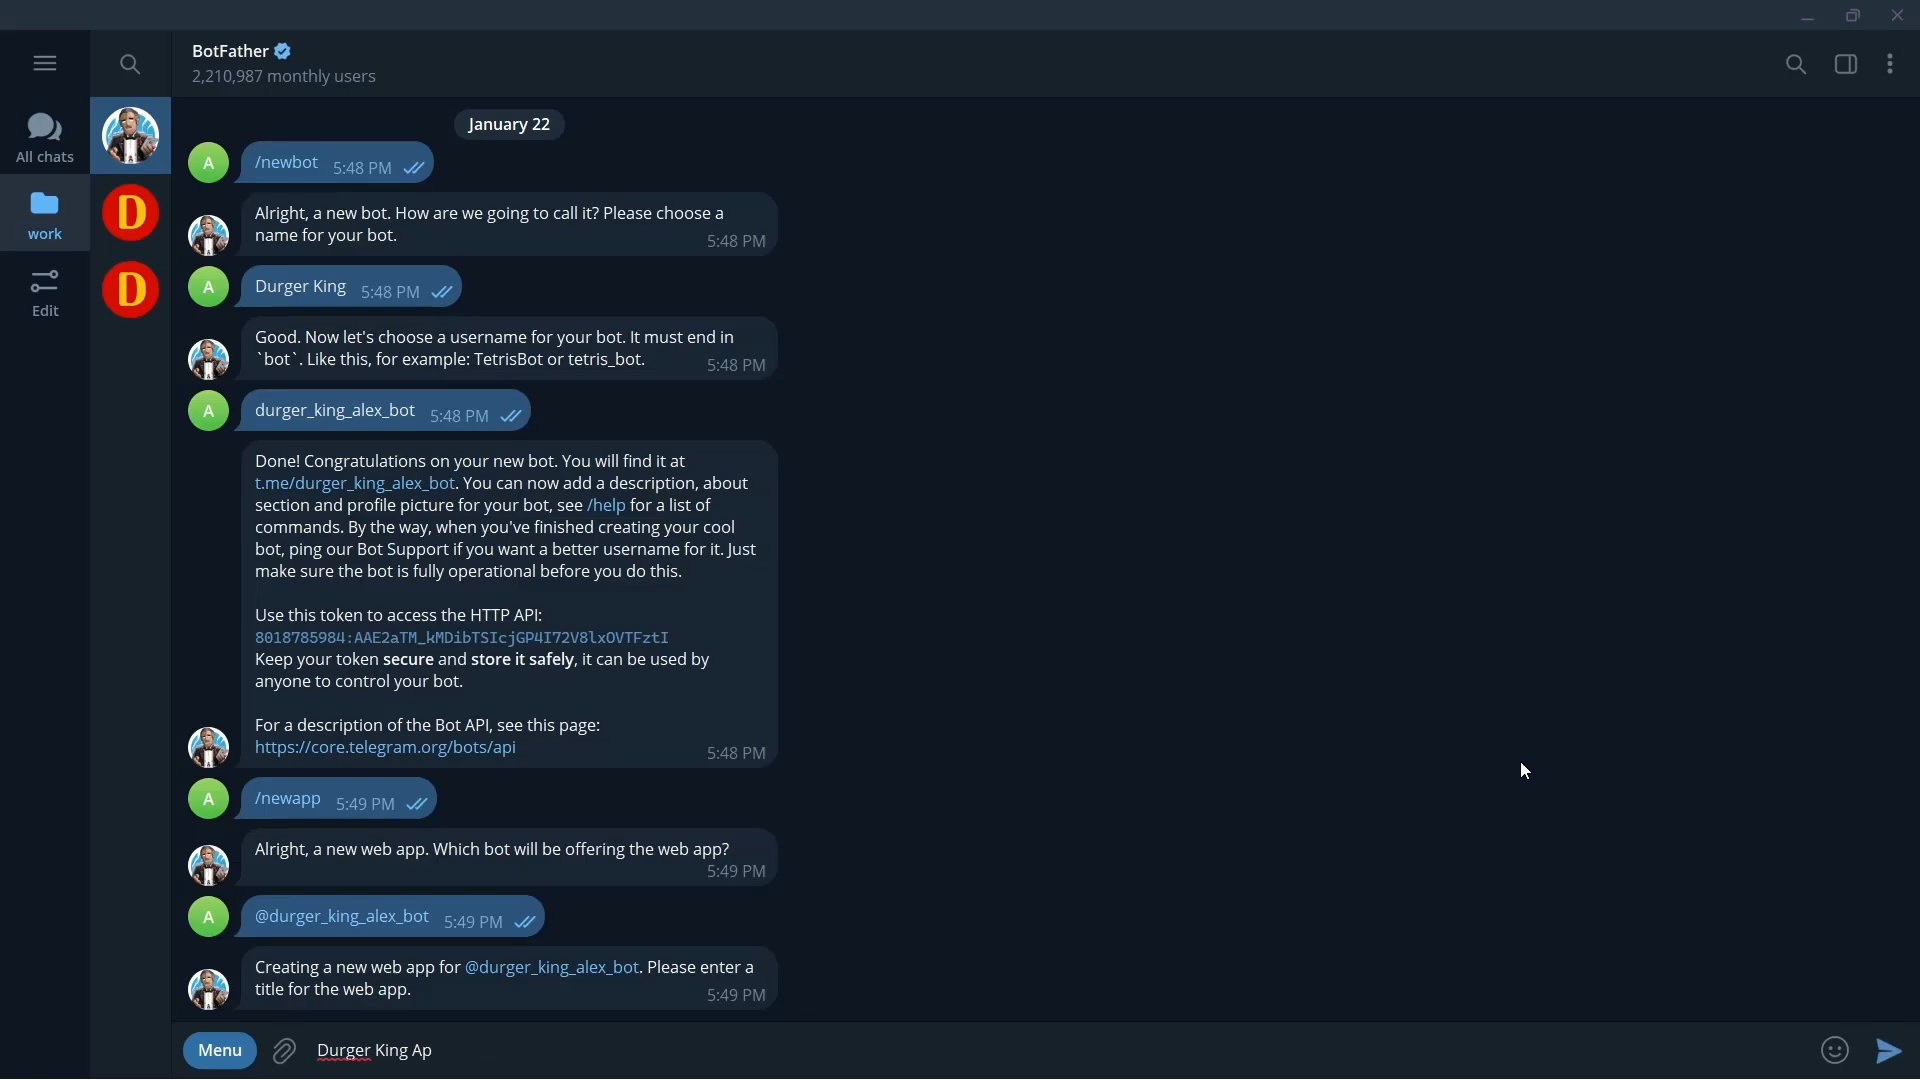 BotFather
2,210,987 monthly users
All chats
work
Edit
D
D
January 22
A
/newbot 5:48 PM
Alright, a new bot. How are we going to call it? Please choose a
name for your bot.
5:48 PM
A
Durger King 5:48 PM
Good. Now let's choose a username for your bot. It must end in
`bot`. Like this, for example: TetrisBot or tetris_bot.
5:48 PM
A
durger_king_alex_bot 5:48 PM
Done! Congratulations on your new bot. You will find it at
t.me/durger_king_alex_bot. You can now add a description, about
section and profile picture for your bot, see /help for a list of
commands. By the way, when you've finished creating your cool
bot, ping our Bot Support if you want a better username for it. Just
make sure the bot is fully operational before you do this.
Use this token to access the HTTP API:
8018785984:AAE2aTM_kMDibTSIcjGP4I72V8lxOVTFztI
Keep your token secure and store it safely, it can be used by
anyone to control your bot.
For a description of the Bot API, see this page:
https://core.telegram.org/bots/api
5:48 PM
A
/newapp 5:49 PM
Alright, a new web app. Which bot will be offering the web app?
5:49 PM
A
@durger_king_alex_bot 5:49 PM
Creating a new web app for @durger_king_alex_bot. Please enter a
title for the web app.
5:49 PM
Menu
Durger King Ap